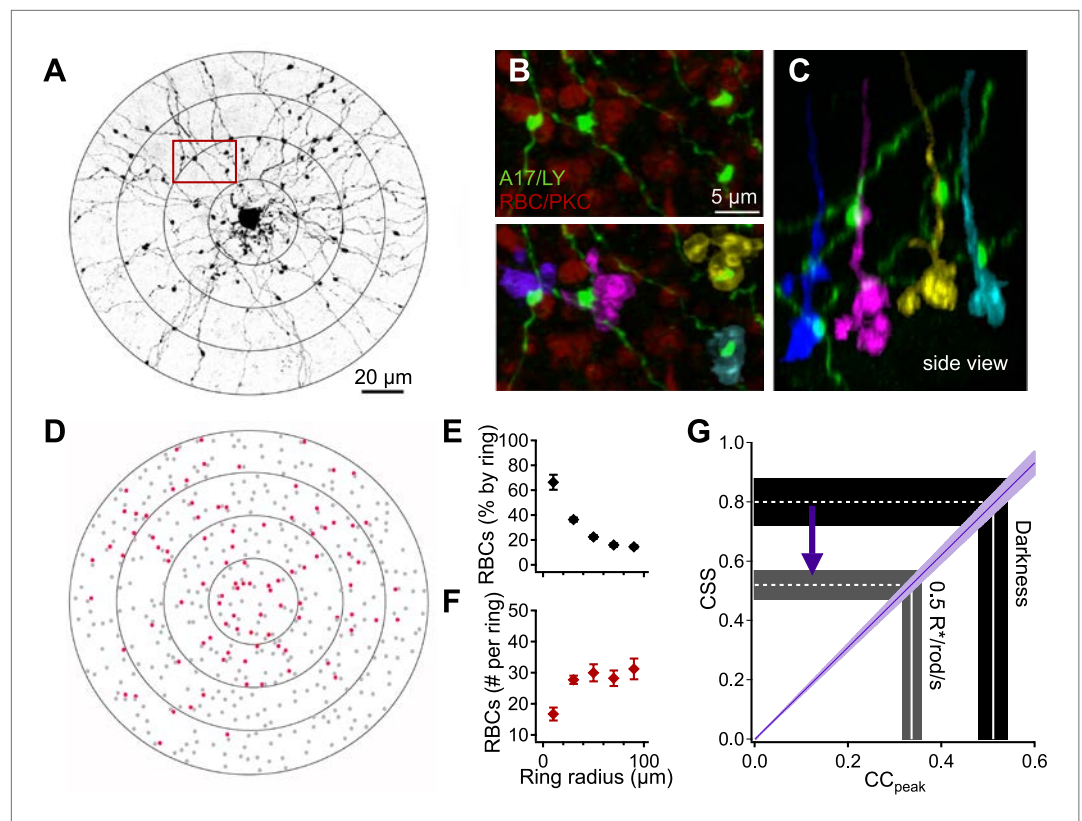 A
20 µm
B
A17/LY
RBC/PKC
5 µm
C
side view
D
E
RBCs (% by ring)
100
80
60
40
20
0
F
RBCs (# per ring)
50
40
30
20
10
0
100
Ring radius (µm)
G
CSS
1.0
0.8
0.6
0.4
0.2
0.0
0.0
0.2
0.4
0.6
CCpeak
0.5 R*/rod/s
Darkness